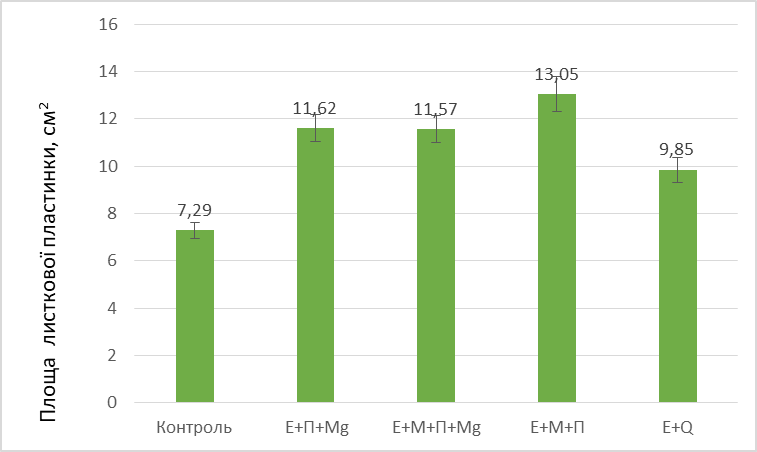 Площа листкової пластинки, см²
16
14
12
10
8
6
4
2
0
7,29
11,62
11,57
13,05
9,85
Контроль
Е+П+Mg
Е+М+П+Mg
Е+М+П
Е+Q